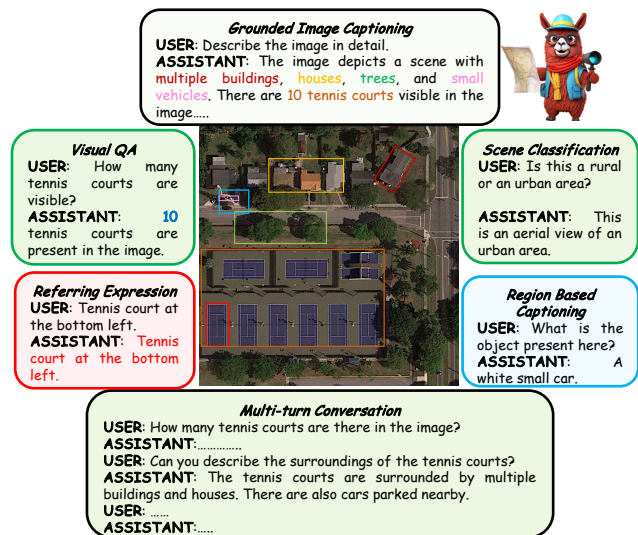 Grounded Image Captioning
USER: Describe the image in detail.
ASSISTANT: The image depicts a scene with
multiple buildings, houses, trees, and small
vehicles. There are 10 tennis courts visible in the
image…..
Visual QA
USER: How many
tennis courts are
visible?
ASSISTANT: 10
tennis courts are
present in the image.
Scene Classification
USER: Is this a rural
or an urban area?
ASSISTANT: This
is an aerial view of an
urban area.
Referring Expression
USER: Tennis court at
the bottom left.
ASSISTANT: Tennis
court at the bottom
left.
Region Based
Captioning
USER: What is the
object present here?
ASSISTANT: A
white small car.
Multi-turn Conversation
USER: How many tennis courts are there in the image?
ASSISTANT:…………..
USER: Can you describe the surroundings of the tennis courts?
ASSISTANT: The tennis courts are surrounded by multiple
buildings and houses. There are also cars parked nearby.
USER: ……
ASSISTANT:…..